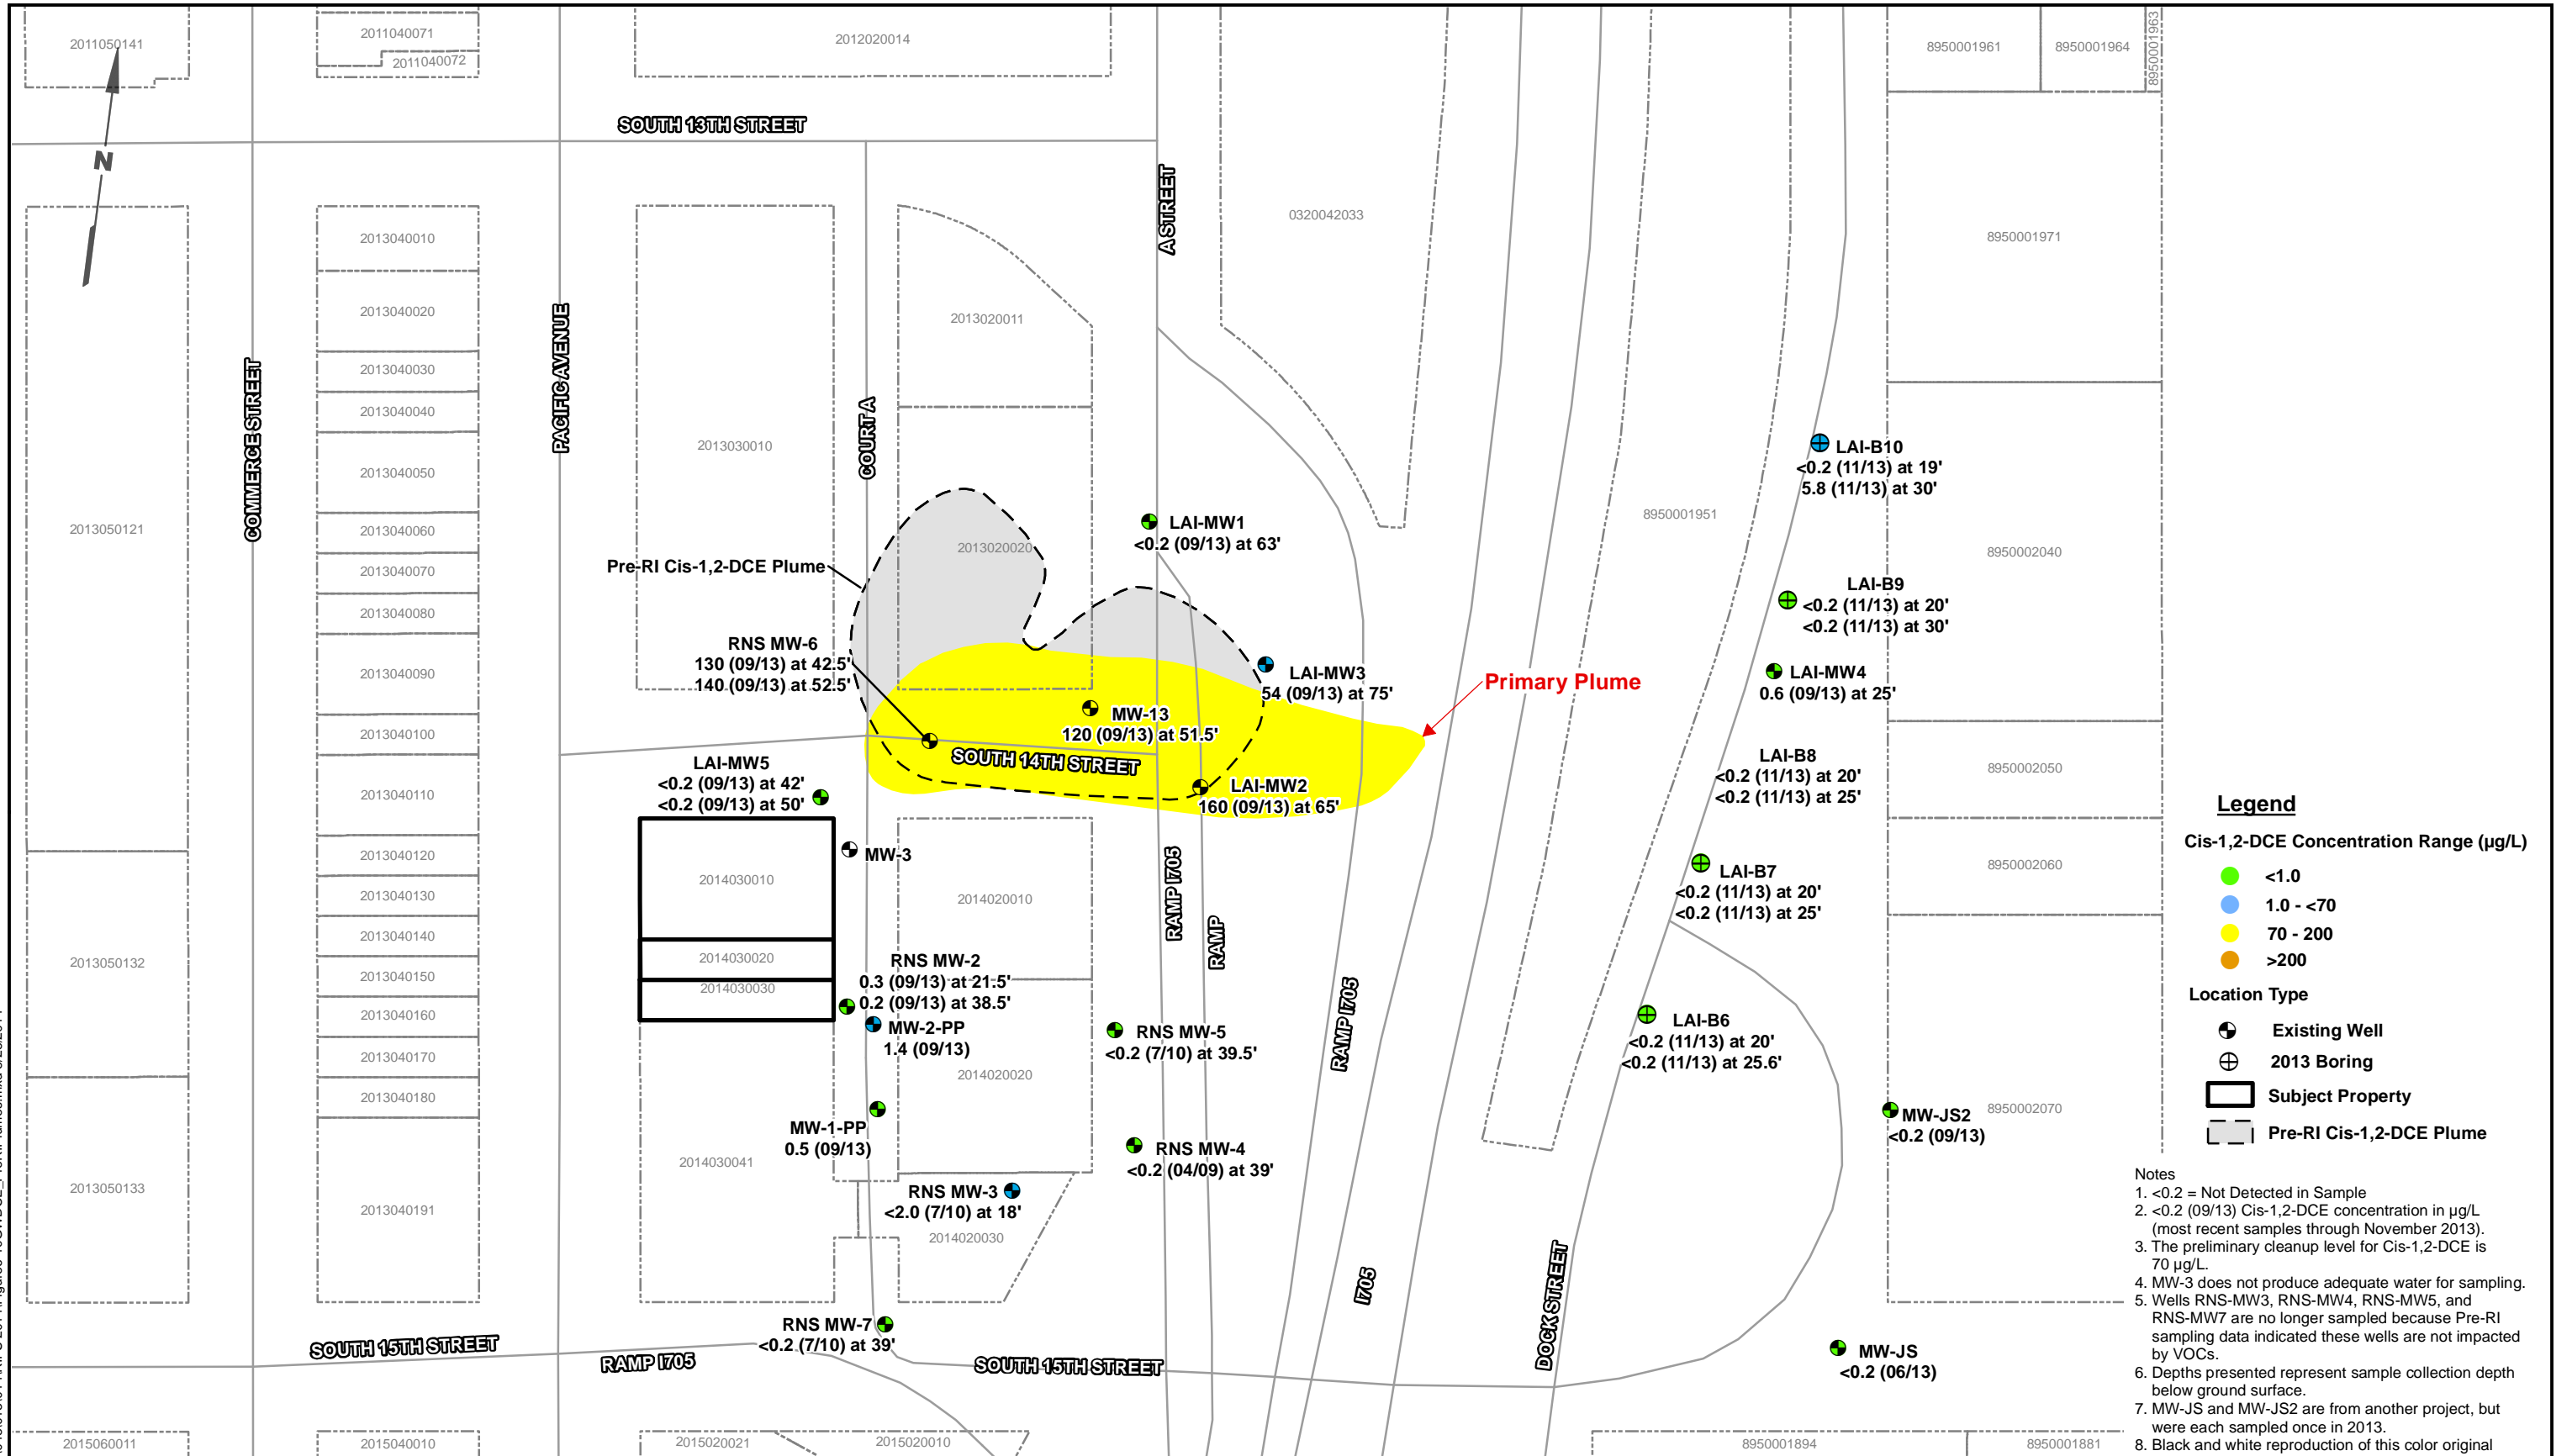 2011050141
2011040071
2011040072
2012020014
8950001961
8950001964
8950001963
N
SOUTH 13TH STREET
A STREET
0320042033
2013040010
8950001971
2013040020
2013020011
PACIFIC AVENUE
COMMERCE STREET
2013040030
2013040040
COURT A
2013030010
2013040050
LAI-B10
<0.2 (11/13) at 19'
5.8 (11/13) at 30'
8950001951
LAI-MW1
<0.2 (09/13) at 63'
2013050121
2013040060
2013020020
8950002040
Pre-RI Cis-1,2-DCE Plume
2013040070
LAI-B9
<0.2 (11/13) at 20'
<0.2 (11/13) at 30'
2013040080
RNS MW-6
130 (09/13) at 42.5'
140 (09/13) at 52.5'
2013040090
LAI-MW3
54 (09/13) at 75'
Primary Plume
LAI-MW4
0.6 (09/13) at 25'
MW-13
120 (09/13) at 51.5'
2013040100
SOUTH 14TH STREET
LAI-MW5
<0.2 (09/13) at 42'
<0.2 (09/13) at 50'
2013040110
LAI-MW2
160 (09/13) at 65'
LAI-B8
<0.2 (11/13) at 20'
<0.2 (11/13) at 25'
8950002050
2013040120
MW-3
8950002060
2014030010
2013040130
2014020010
RAMP I705
RAMP
LAI-B7
<0.2 (11/13) at 20'
<0.2 (11/13) at 25'
2013040140
2013050132
2014030020
2013040150
2014030030
RNS MW-2
0.3 (09/13) at 21.5'
0.2 (09/13) at 38.5'
2013040160
MW-2-PP
1.4 (09/13)
RNS MW-5
<0.2 (7/10) at 39.5'
RAMP I705
LAI-B6
<0.2 (11/13) at 20'
<0.2 (11/13) at 25.6'
2013040170
2014020020
2013040180
MW-1-PP
0.5 (09/13)
MW-JS2
<0.2 (09/13)
8950002070
2014030041
RNS MW-4
<0.2 (04/09) at 39'
2013050133
2013040191
RNS MW-3
<2.0 (7/10) at 18'
2014020030
I705
DOCK STREET
RNS MW-7
<0.2 (7/10) at 39'
SOUTH 15TH STREET
RAMP I705
SOUTH 15TH STREET
MW-JS
<0.2 (06/13)
2015060011
2015040010
2015020021
2015020010
8950001894
8950001881
Legend
Cis-1,2-DCE Concentration Range (µg/L)
<1.0
1.0 - <70
70 - 200
>200
Location Type
Existing Well
2013 Boring
Subject Property
Pre-RI Cis-1,2-DCE Plume
Notes
1. <0.2 = Not Detected in Sample
2. <0.2 (09/13) Cis-1,2-DCE concentration in µg/L
(most recent samples through November 2013).
3. The preliminary cleanup level for Cis-1,2-DCE is
70 µg/L.
4. MW-3 does not produce adequate water for sampling.
5. Wells RNS-MW3, RNS-MW4, RNS-MW5, and
RNS-MW7 are no longer sampled because Pre-RI
sampling data indicated these wells are not impacted
by VOCs.
6. Depths presented represent sample collection depth
below ground surface.
7. MW-JS and MW-JS2 are from another project, but
were each sampled once in 2013.
8. Black and white reproduction of this color original